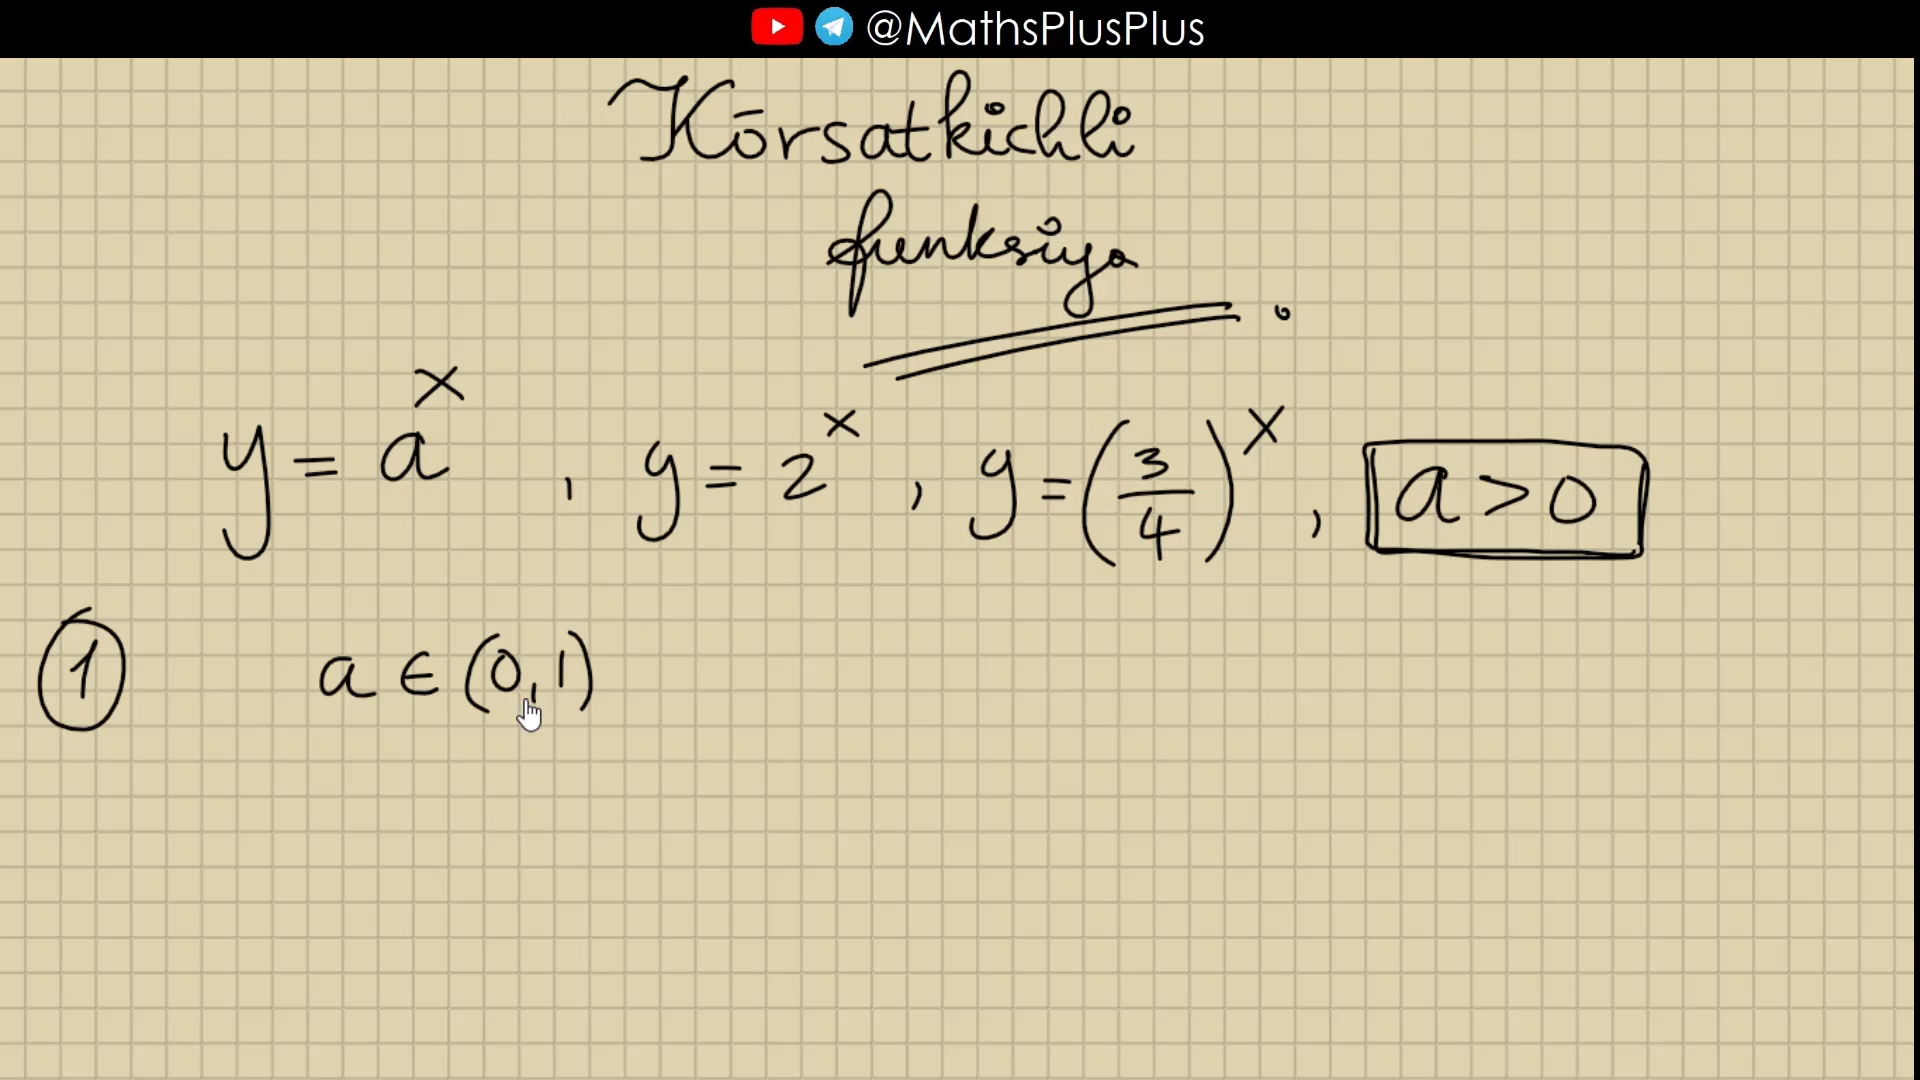 @MathsPlusPlus
Kōrsatkichli
funksiya.
y = a^x , y = 2^x , y = (3/4)^x , a > 0
1 a ∈ (0,1)